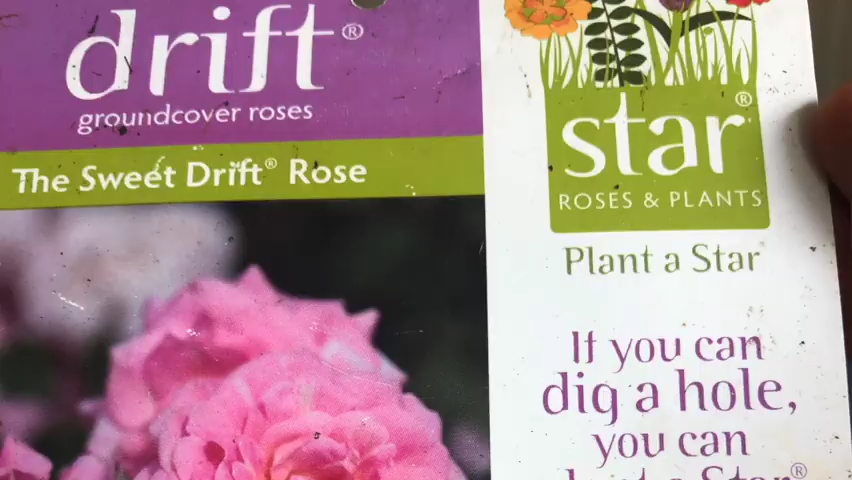 drift®
groundcover roses
The Sweet Drift® Rose
star®
ROSES & PLANTS
Plant a Star
If you can
dig a hole,
you can
a Star®